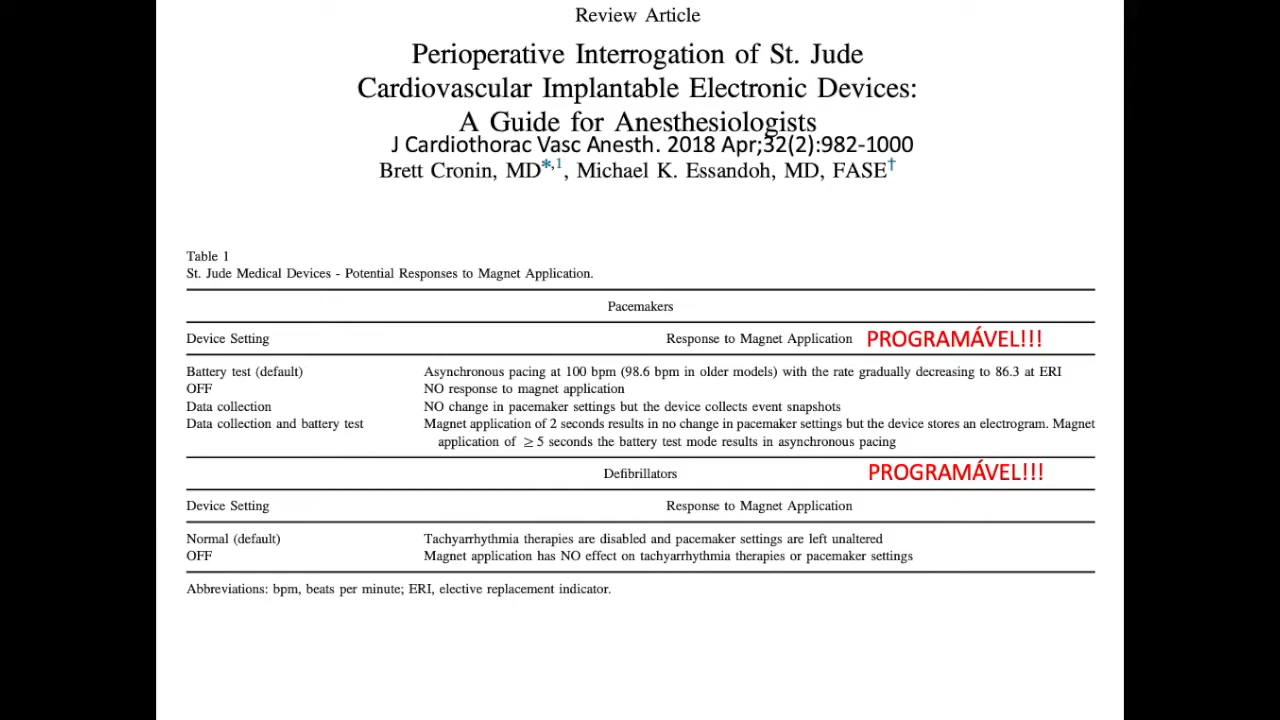 Review Article
Perioperative Interrogation of St. Jude
Cardiovascular Implantable Electronic Devices:
A Guide for Anesthesiologists
J Cardiothorac Vasc Anesth. 2018 Apr;32(2):982-1000
Brett Cronin, MD*,1, Michael K. Essandoh, MD, FASE†
Table 1
St. Jude Medical Devices - Potential Responses to Magnet Application.
Pacemakers
Device Setting Response to Magnet Application PROGRAMÁVEL!!!
Battery test (default) Asynchronous pacing at 100 bpm (98.6 bpm in older models) with the rate gradually decreasing to 86.3 at ERI
OFF NO response to magnet application
Data collection NO change in pacemaker settings but the device collects event snapshots
Data collection and battery test Magnet application of 2 seconds results in no change in pacemaker settings but the device stores an electrogram. Magnet
application of ≥ 5 seconds the battery test mode results in asynchronous pacing
Defibrillators PROGRAMÁVEL!!!
Device Setting Response to Magnet Application
Normal (default) Tachyarrhythmia therapies are disabled and pacemaker settings are left unaltered
OFF Magnet application has NO effect on tachyarrhythmia therapies or pacemaker settings
Abbreviations: bpm, beats per minute; ERI, elective replacement indicator.